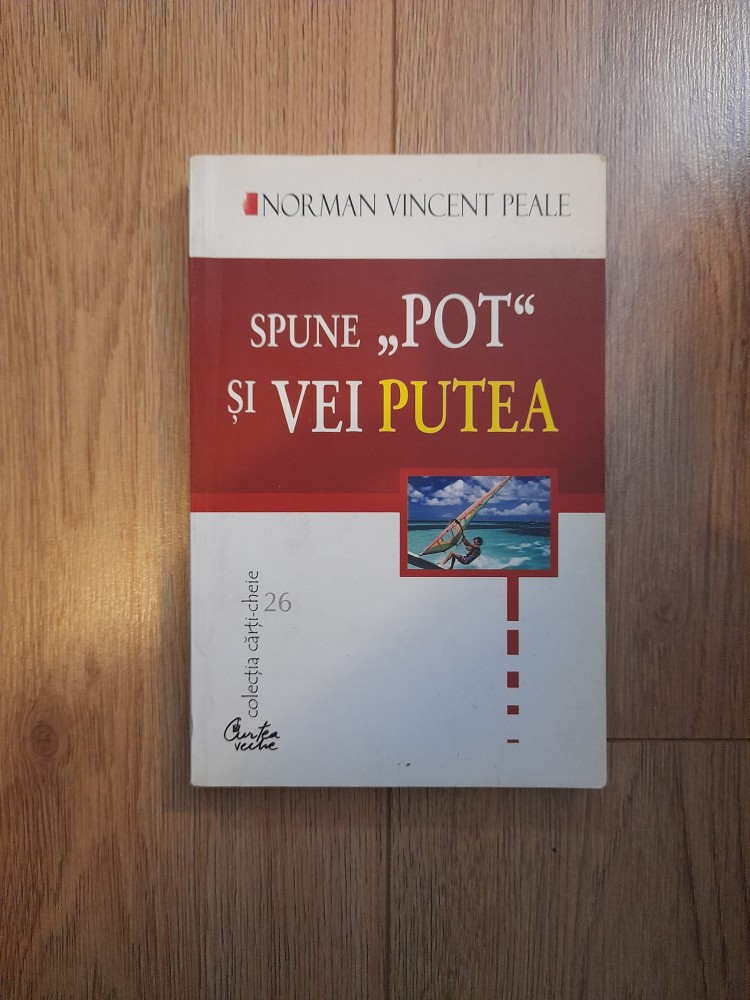 NORMAN VINCENT PEALE
SPUNE „POT“
ȘI VEI PUTEA
colecția cărți-cheie
26
Curtea
veche